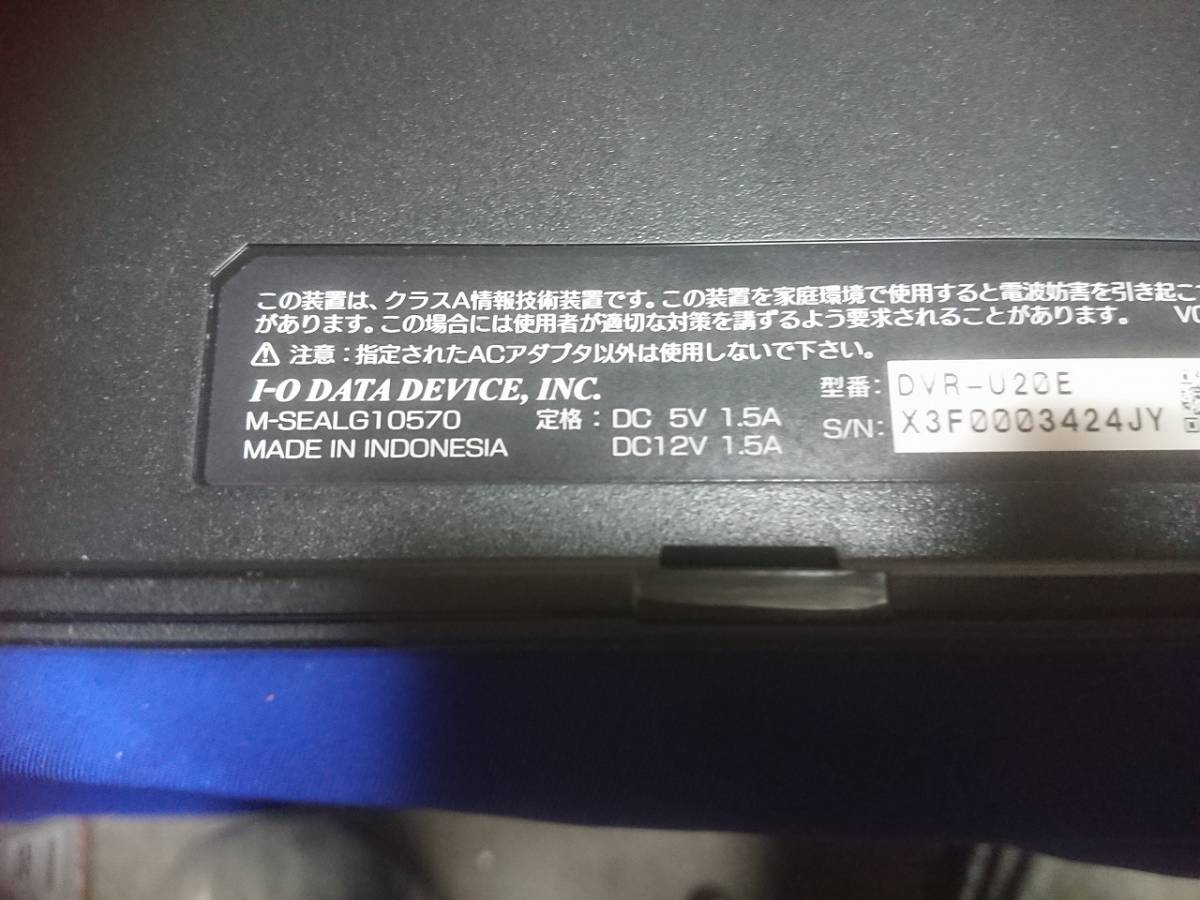 この装置は、クラスA情報技術装置です。この装置を家庭環境で使用すると電波妨害を引き起こ
があります。この場合には使用者が適切な対策を講ずるよう要求されることがあります。 VC
⚠ 注意：指定されたACアダプタ以外は使用しないで下さい。
I-O DATA DEVICE, INC.
型番： DVR-U20E
M-SEALG10570 定格： DC 5V 1.5A
S/N: X3F0003424JY
MADE IN INDONESIA DC12V 1.5A